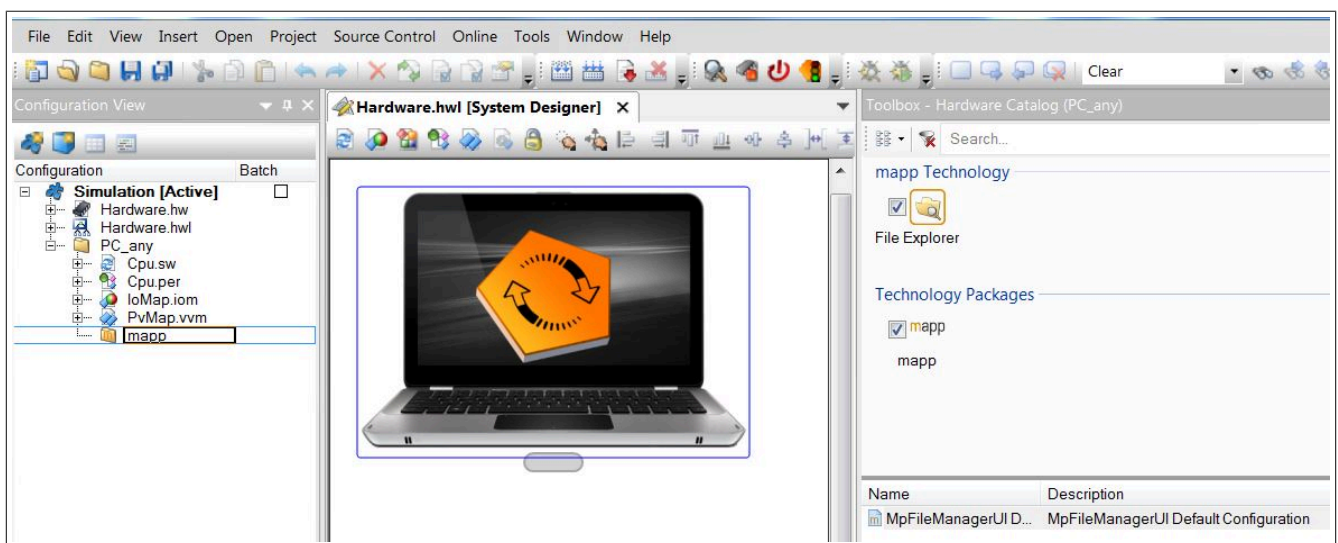 File Edit View Insert Open Project Source Control Online Tools Window Help
Clear
Configuration View
Hardware.hwl [System Designer]
Toolbox - Hardware Catalog (PC_any)
Search...
Configuration Batch
Simulation [Active]
Hardware.hw
Hardware.hwl
PC_any
Cpu.sw
Cpu.per
IoMap.iom
PvMap.vvm
mapp
mapp Technology
File Explorer
Technology Packages
mapp
mapp
Name Description
MpFileManagerUI D... MpFileManagerUI Default Configuration